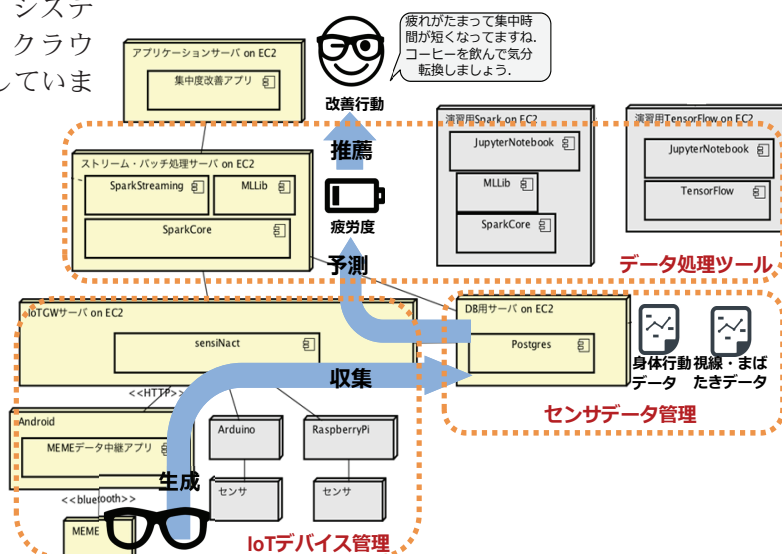 システ
クラウ
していま
疲れがたまって集中時
間が短くなってますね.
コーヒーを飲んで気分
転換しましょう.
アプリケーションサーバ on EC2
集中度改善アプリ
改善行動
演習用Spark on EC2
JupyterNotebook
MLLib
SparkCore
演習用TensorFlow on EC2
JupyterNotebook
TensorFlow
推薦
ストリーム・バッチ処理サーバ on EC2
SparkStreaming
MLLib
SparkCore
疲労度
予測
データ処理ツール
IoTGWサーバ on EC2
sensiNact
DB用サーバ on EC2
Postgres
身体行動
データ
視線・まば
たきデータ
収集
センサデータ管理
<<HTTP>>
Android
MEMEデータ中継アプリ
Arduino
RaspberryPi
生成
センサ
センサ
<<bluetooth>>
MEME
IoTデバイス管理